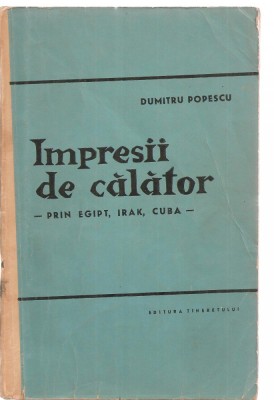 DUMITRU POPESCU
Impresii
de călător
— PRIN EGIPT, IRAK, CUBA —
EDITURA TINERETULUI